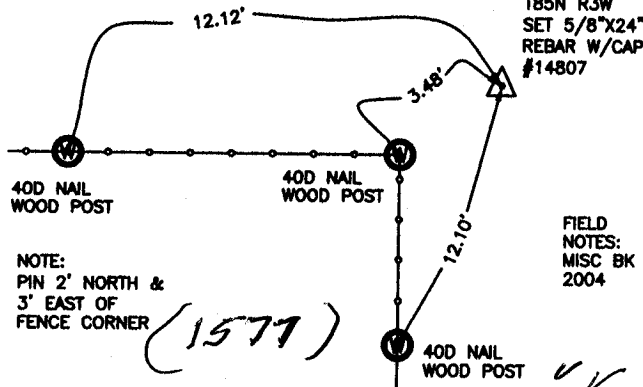 T85N R3W
SET 5/8"X24"
REBAR W/CAP
#14807
12.12'
3.48'
12.10'
40D NAIL
WOOD POST
40D NAIL
WOOD POST
NOTE:
PIN 2' NORTH &
3' EAST OF
FENCE CORNER
FIELD
NOTES:
MISC BK
2004
40D NAIL
WOOD POST
W
W
W